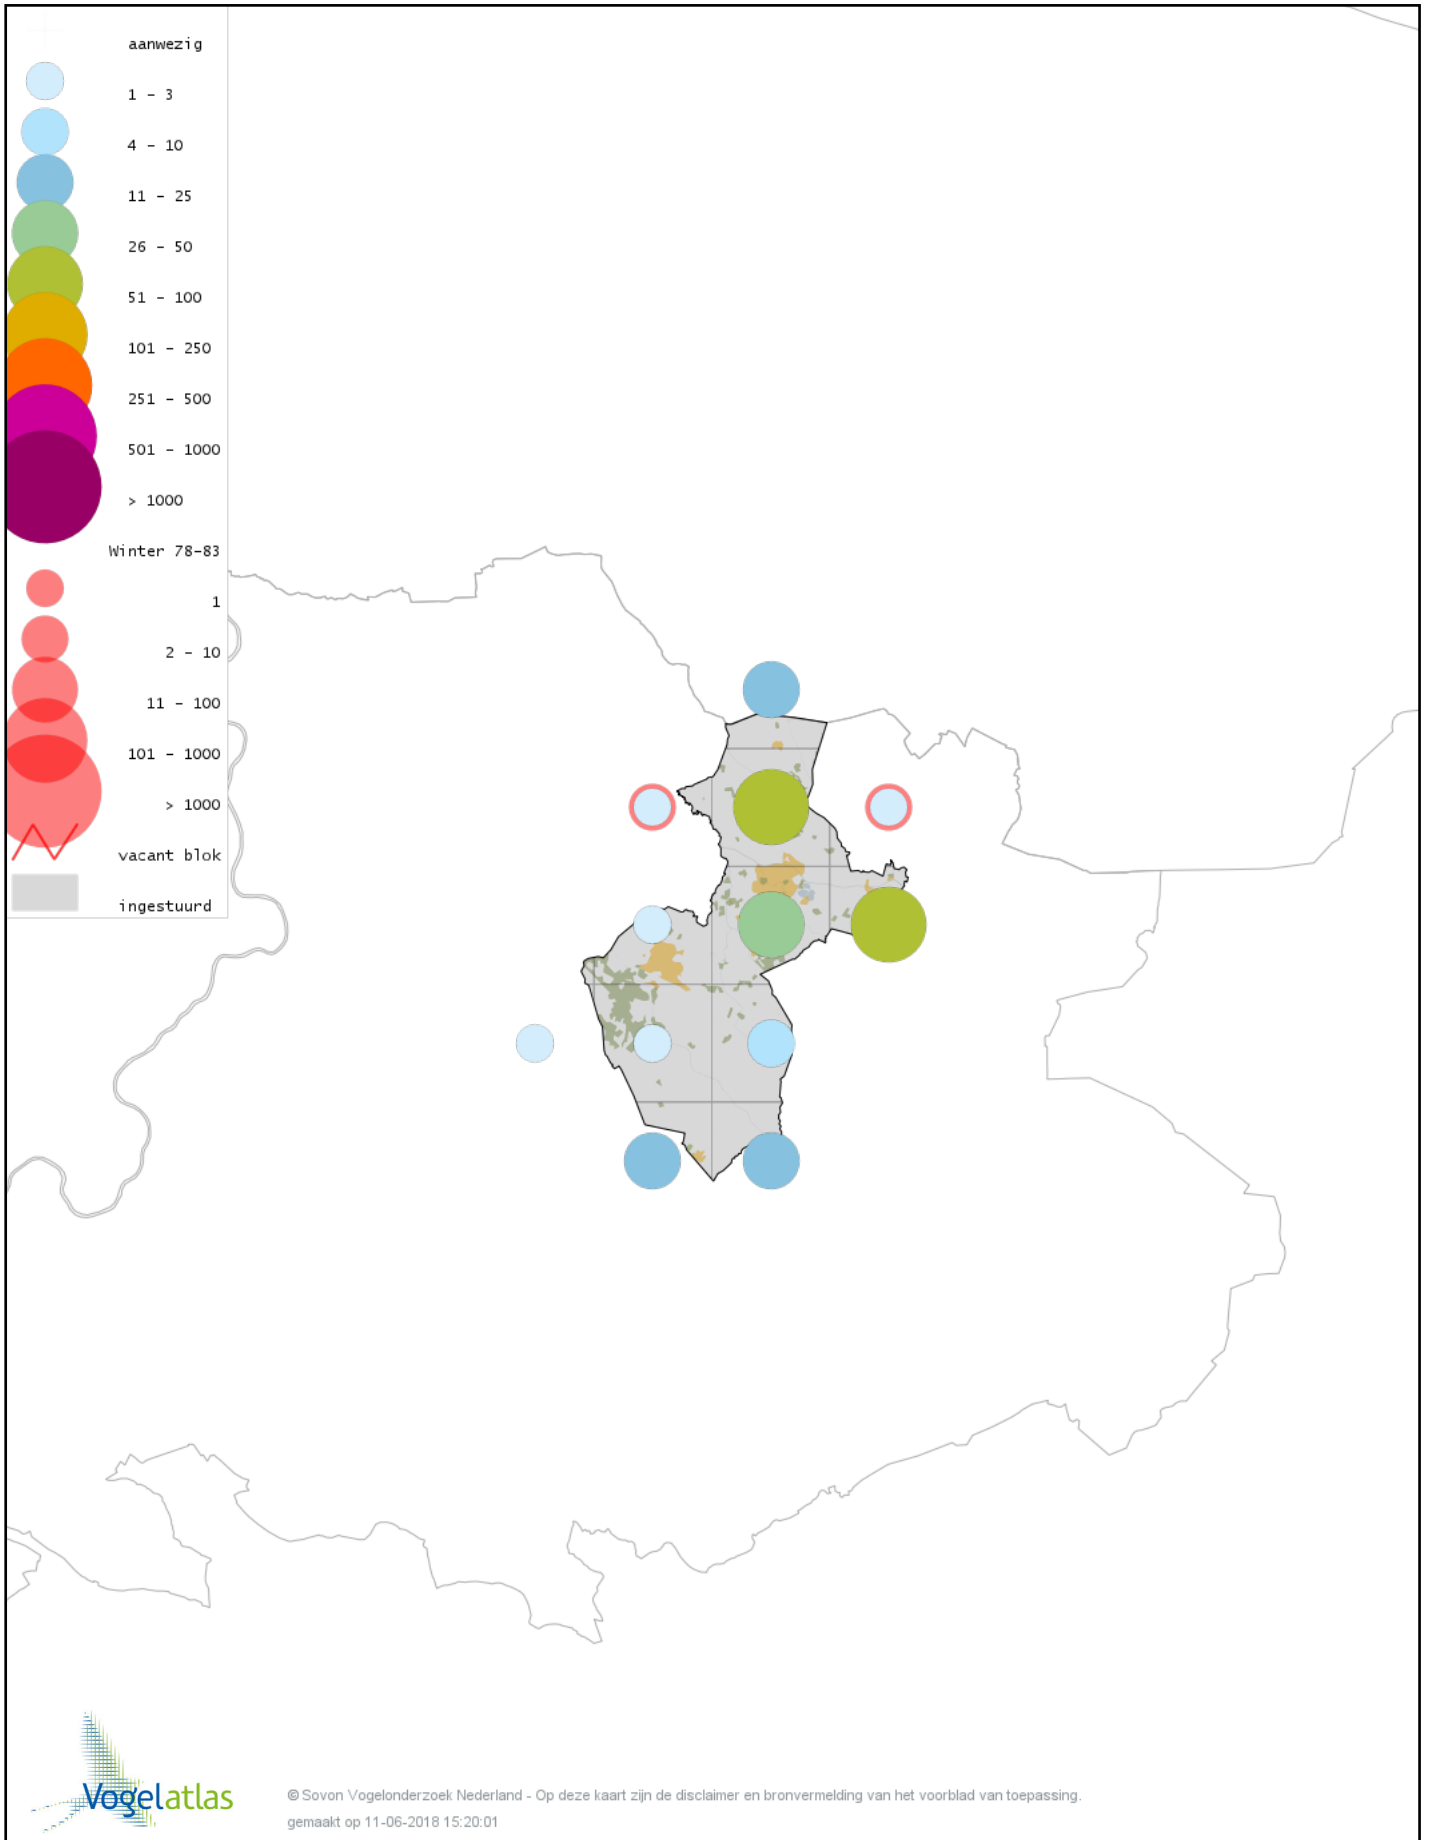 aanwezig
1 - 3
4 - 10
11 - 25
26 - 50
51 - 100
101 - 250
251 - 500
501 - 1000
> 1000
Winter 78-83
1
2 - 10
11 - 100
101 - 1000
> 1000
vacant blok
ingestuurd
Vogelatlas
© Sovon Vogelonderzoek Nederland - Op deze kaart zijn de disclaimer en bronvermelding van het voorblad van toepassing.
gemaakt op 11-06-2018 15:20:01